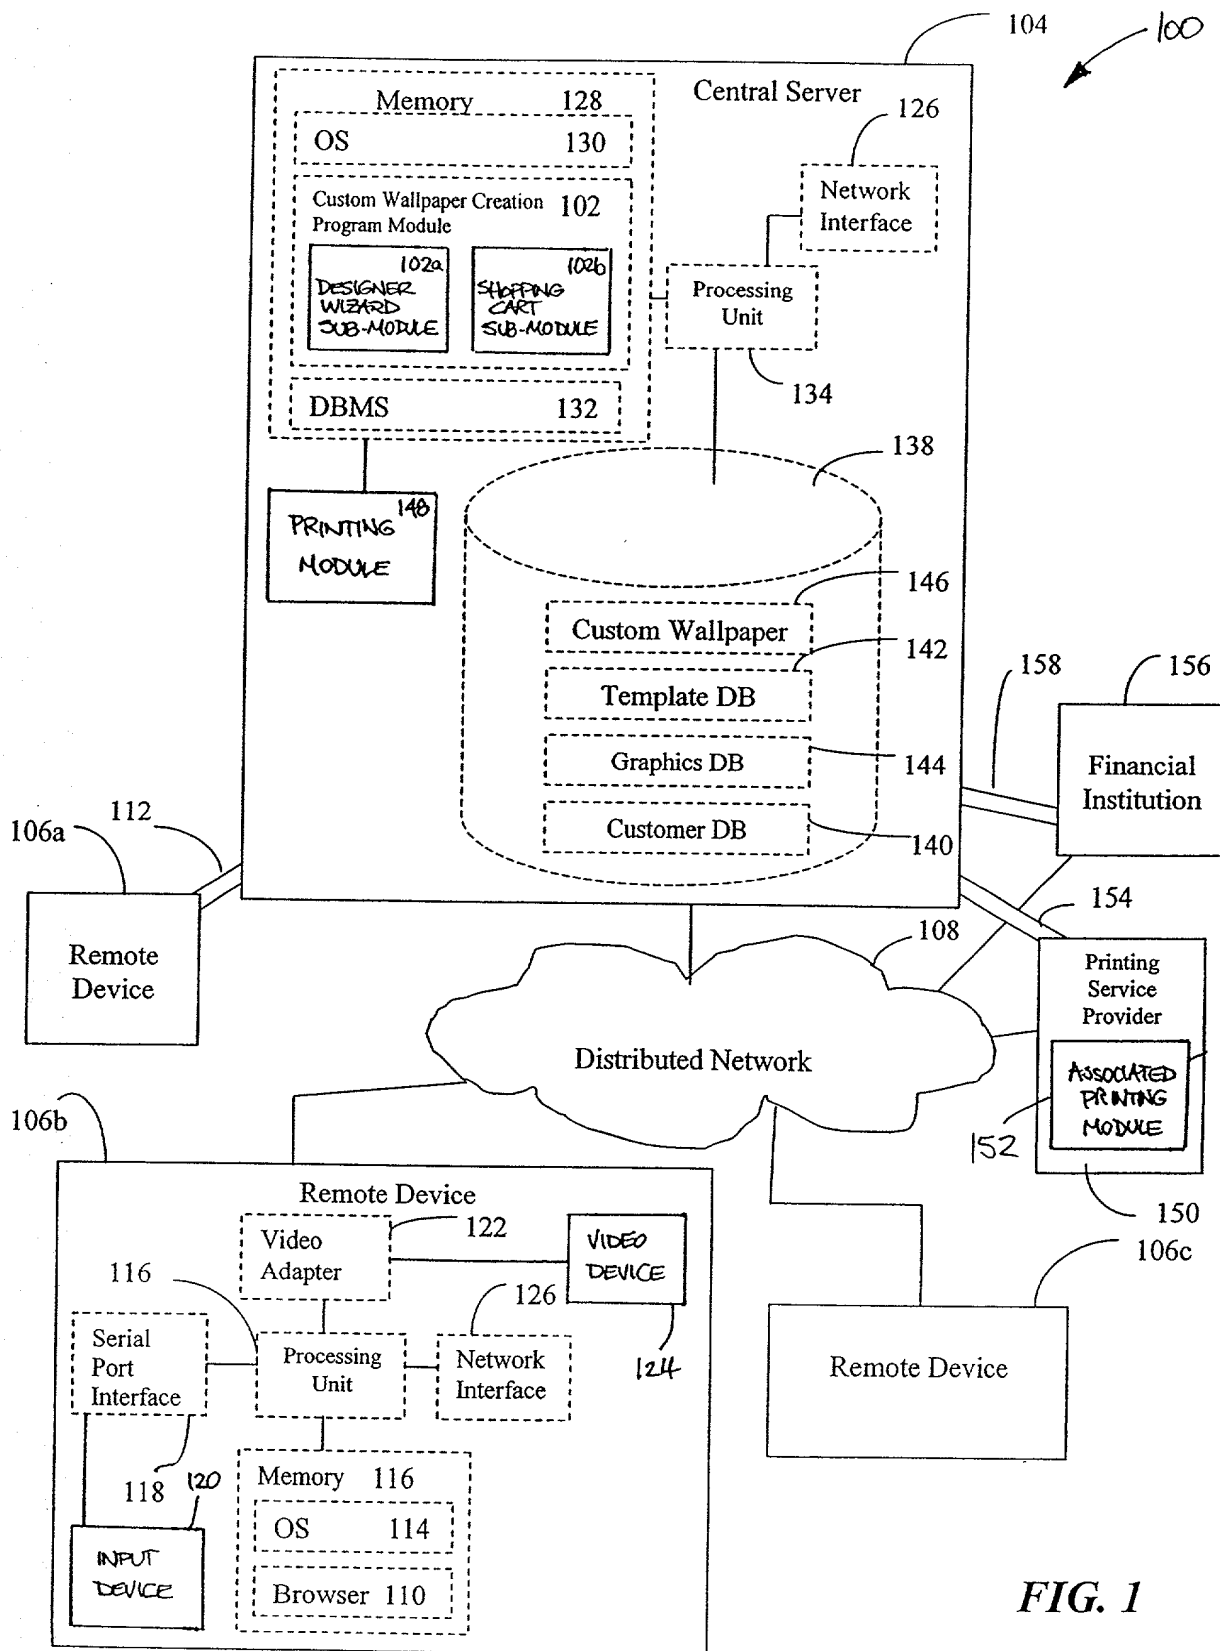 104
100
Central Server
Memory 128
OS 130
126
Network
Interface
Custom Wallpaper Creation 102
Program Module
102a
DESIGNER
WIZARD
SUB-MODULE
102b
SHOPPING
CART
SUB-MODULE
Processing
Unit
134
DBMS 132
138
148
PRINTING
MODULE
146
Custom Wallpaper
142
Template DB
Graphics DB
144
Customer DB
140
158
156
Financial
Institution
112
106a
Remote
Device
154
108
Printing
Service
Provider
Distributed Network
ASSOCIATED
PRINTING
MODULE
152
150
106b
Remote Device
Video
Adapter
122
VIDEO
DEVICE
124
106c
116
126
Serial
Port
Interface
Processing
Unit
Network
Interface
Remote Device
118
120
Memory 116
OS 114
Browser 110
INPUT
DEVICE
FIG. 1